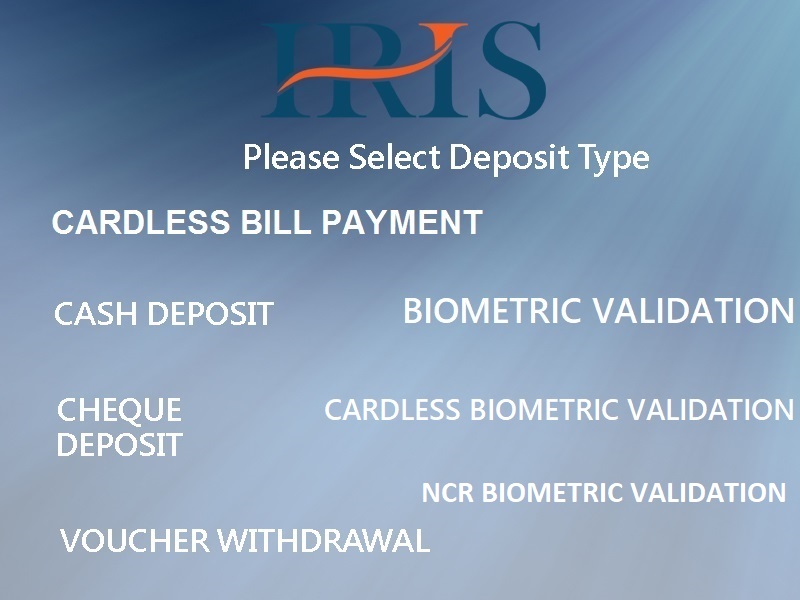 IRIS
Please Select Deposit Type
CARDLESS BILL PAYMENT
CASH DEPOSIT
BIOMETRIC VALIDATION
CHEQUE
DEPOSIT
CARDLESS BIOMETRIC VALIDATION
NCR BIOMETRIC VALIDATION
VOUCHER WITHDRAWAL